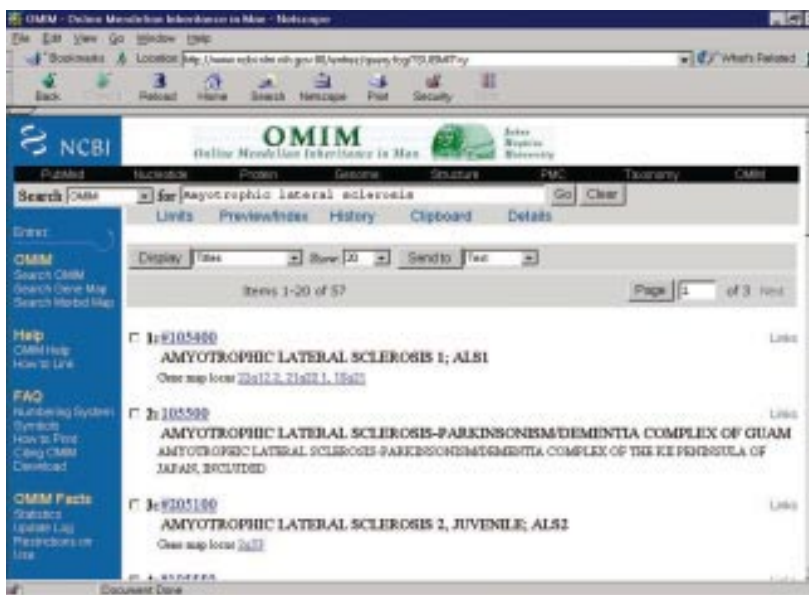 OMIM - Online Mendelian Inheritance in Man - Netscape
File Edit View Go Window Help
Bookmarks Location What's Related
Back Reload Home Search Netscape Print Security
NCBI
OMIM
Online Mendelian Inheritance in Man
Johns Hopkins University
PubMed Nucleotide Protein Genome Structure PMC Taxonomy OMIM
Search OMIM for Amyotrophic lateral sclerosis Go Clear
Limits Preview/Index History Clipboard Details
Entrez
Display Titles Show: 20 Send to Text
Items 1-20 of 57
Page 1 of 3 Next
OMIM
Search OMIM
Search Gene Map
Search Morbid Map
Help
OMIM Help
How to Link
FAQ
Numbering System
Symbols
How to Print
Citing OMIM
Download
OMIM Facts
Statistics
Update Log
Restrictions on
Use
1: #105400 Links
AMYOTROPHIC LATERAL SCLEROSIS 1; ALS1
Gene map locus 22q12.2, 21q22.1,
2: 105500 Links
AMYOTROPHIC LATERAL SCLEROSIS-PARKINSONISM/DEMENTIA COMPLEX OF GUAM
AMYOTROPHIC LATERAL SCLEROSIS-PARKINSONISM/DEMENTIA COMPLEX OF THE KII PENINSULA OF
JAPAN, INCLUDED
3: #205100 Links
AMYOTROPHIC LATERAL SCLEROSIS 2, JUVENILE; ALS2
Gene map locus 2q33
Document: Done